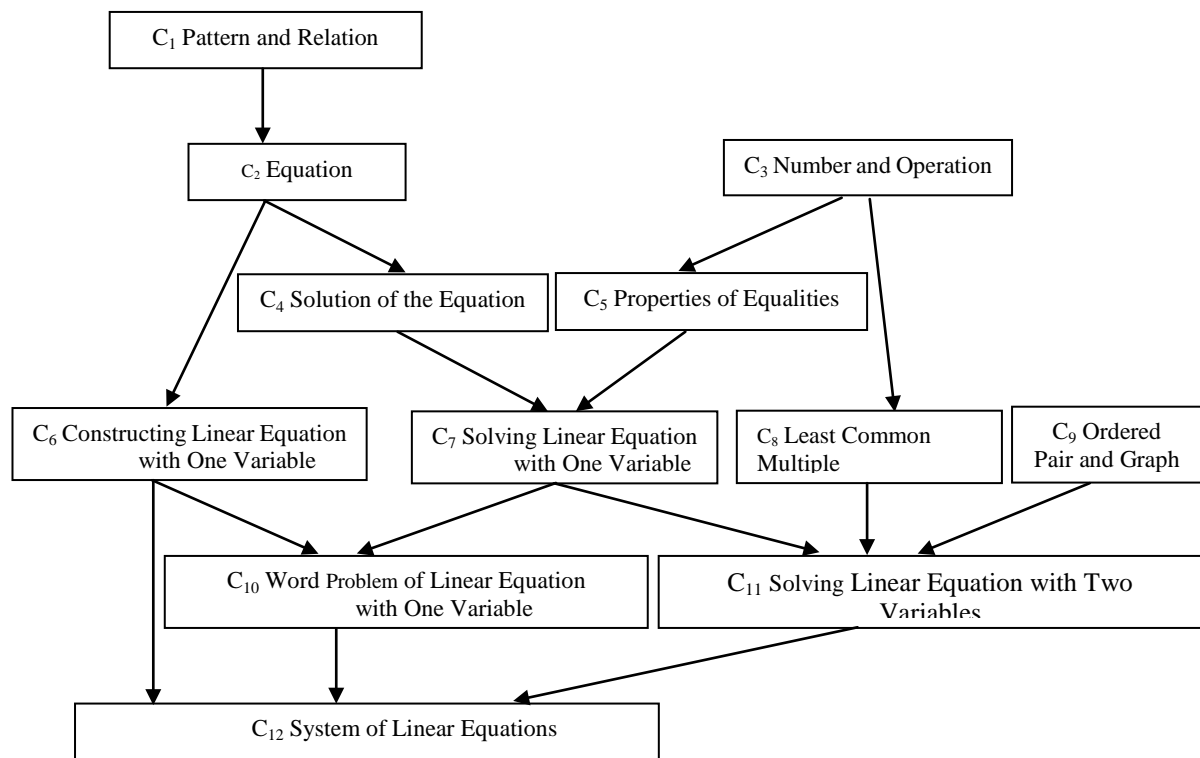 C₁ Pattern and Relation
C₂ Equation
C₃ Number and Operation
C₄ Solution of the Equation
C₅ Properties of Equalities
C₆ Constructing Linear Equation
with One Variable
C₇ Solving Linear Equation
with One Variable
C₈ Least Common
Multiple
C₉ Ordered
Pair and Graph
C₁₀ Word Problem of Linear Equation
with One Variable
C₁₁ Solving Linear Equation with Two
Variables
C₁₂ System of Linear Equations